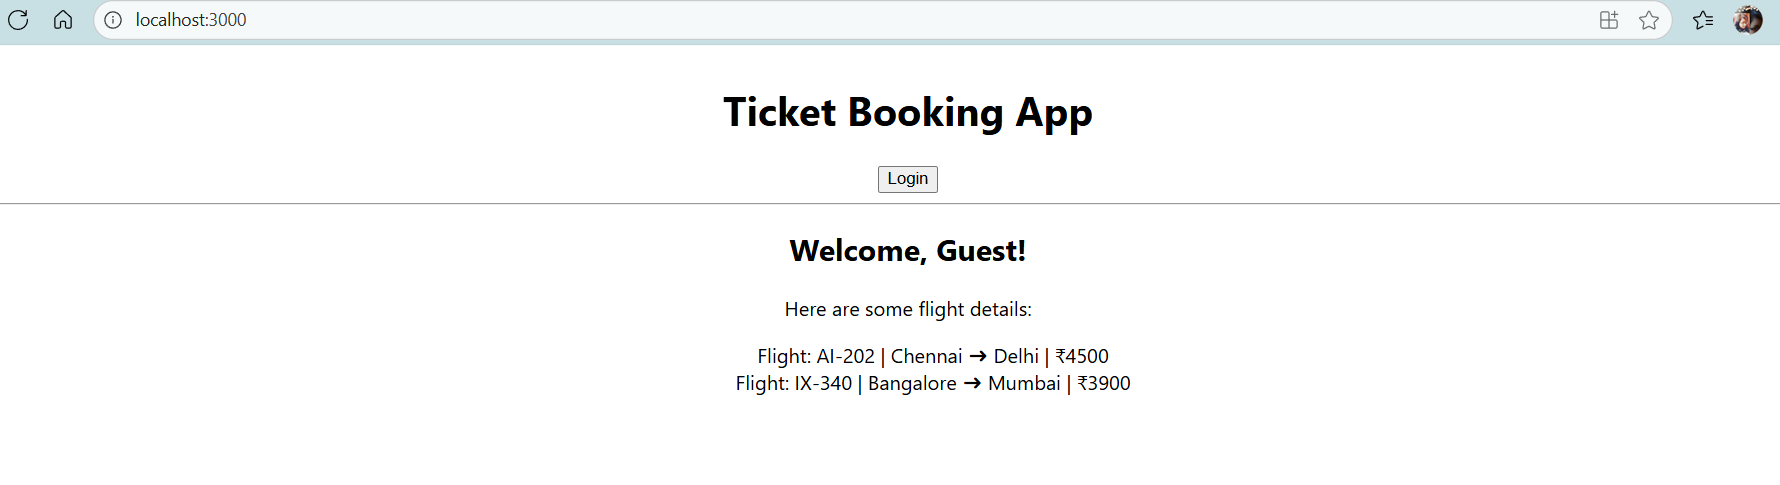 localhost:3000
Ticket Booking App
Login
Welcome, Guest!
Here are some flight details:
Flight: AI-202 | Chennai ➜ Delhi | ₹4500
Flight: IX-340 | Bangalore ➜ Mumbai | ₹3900